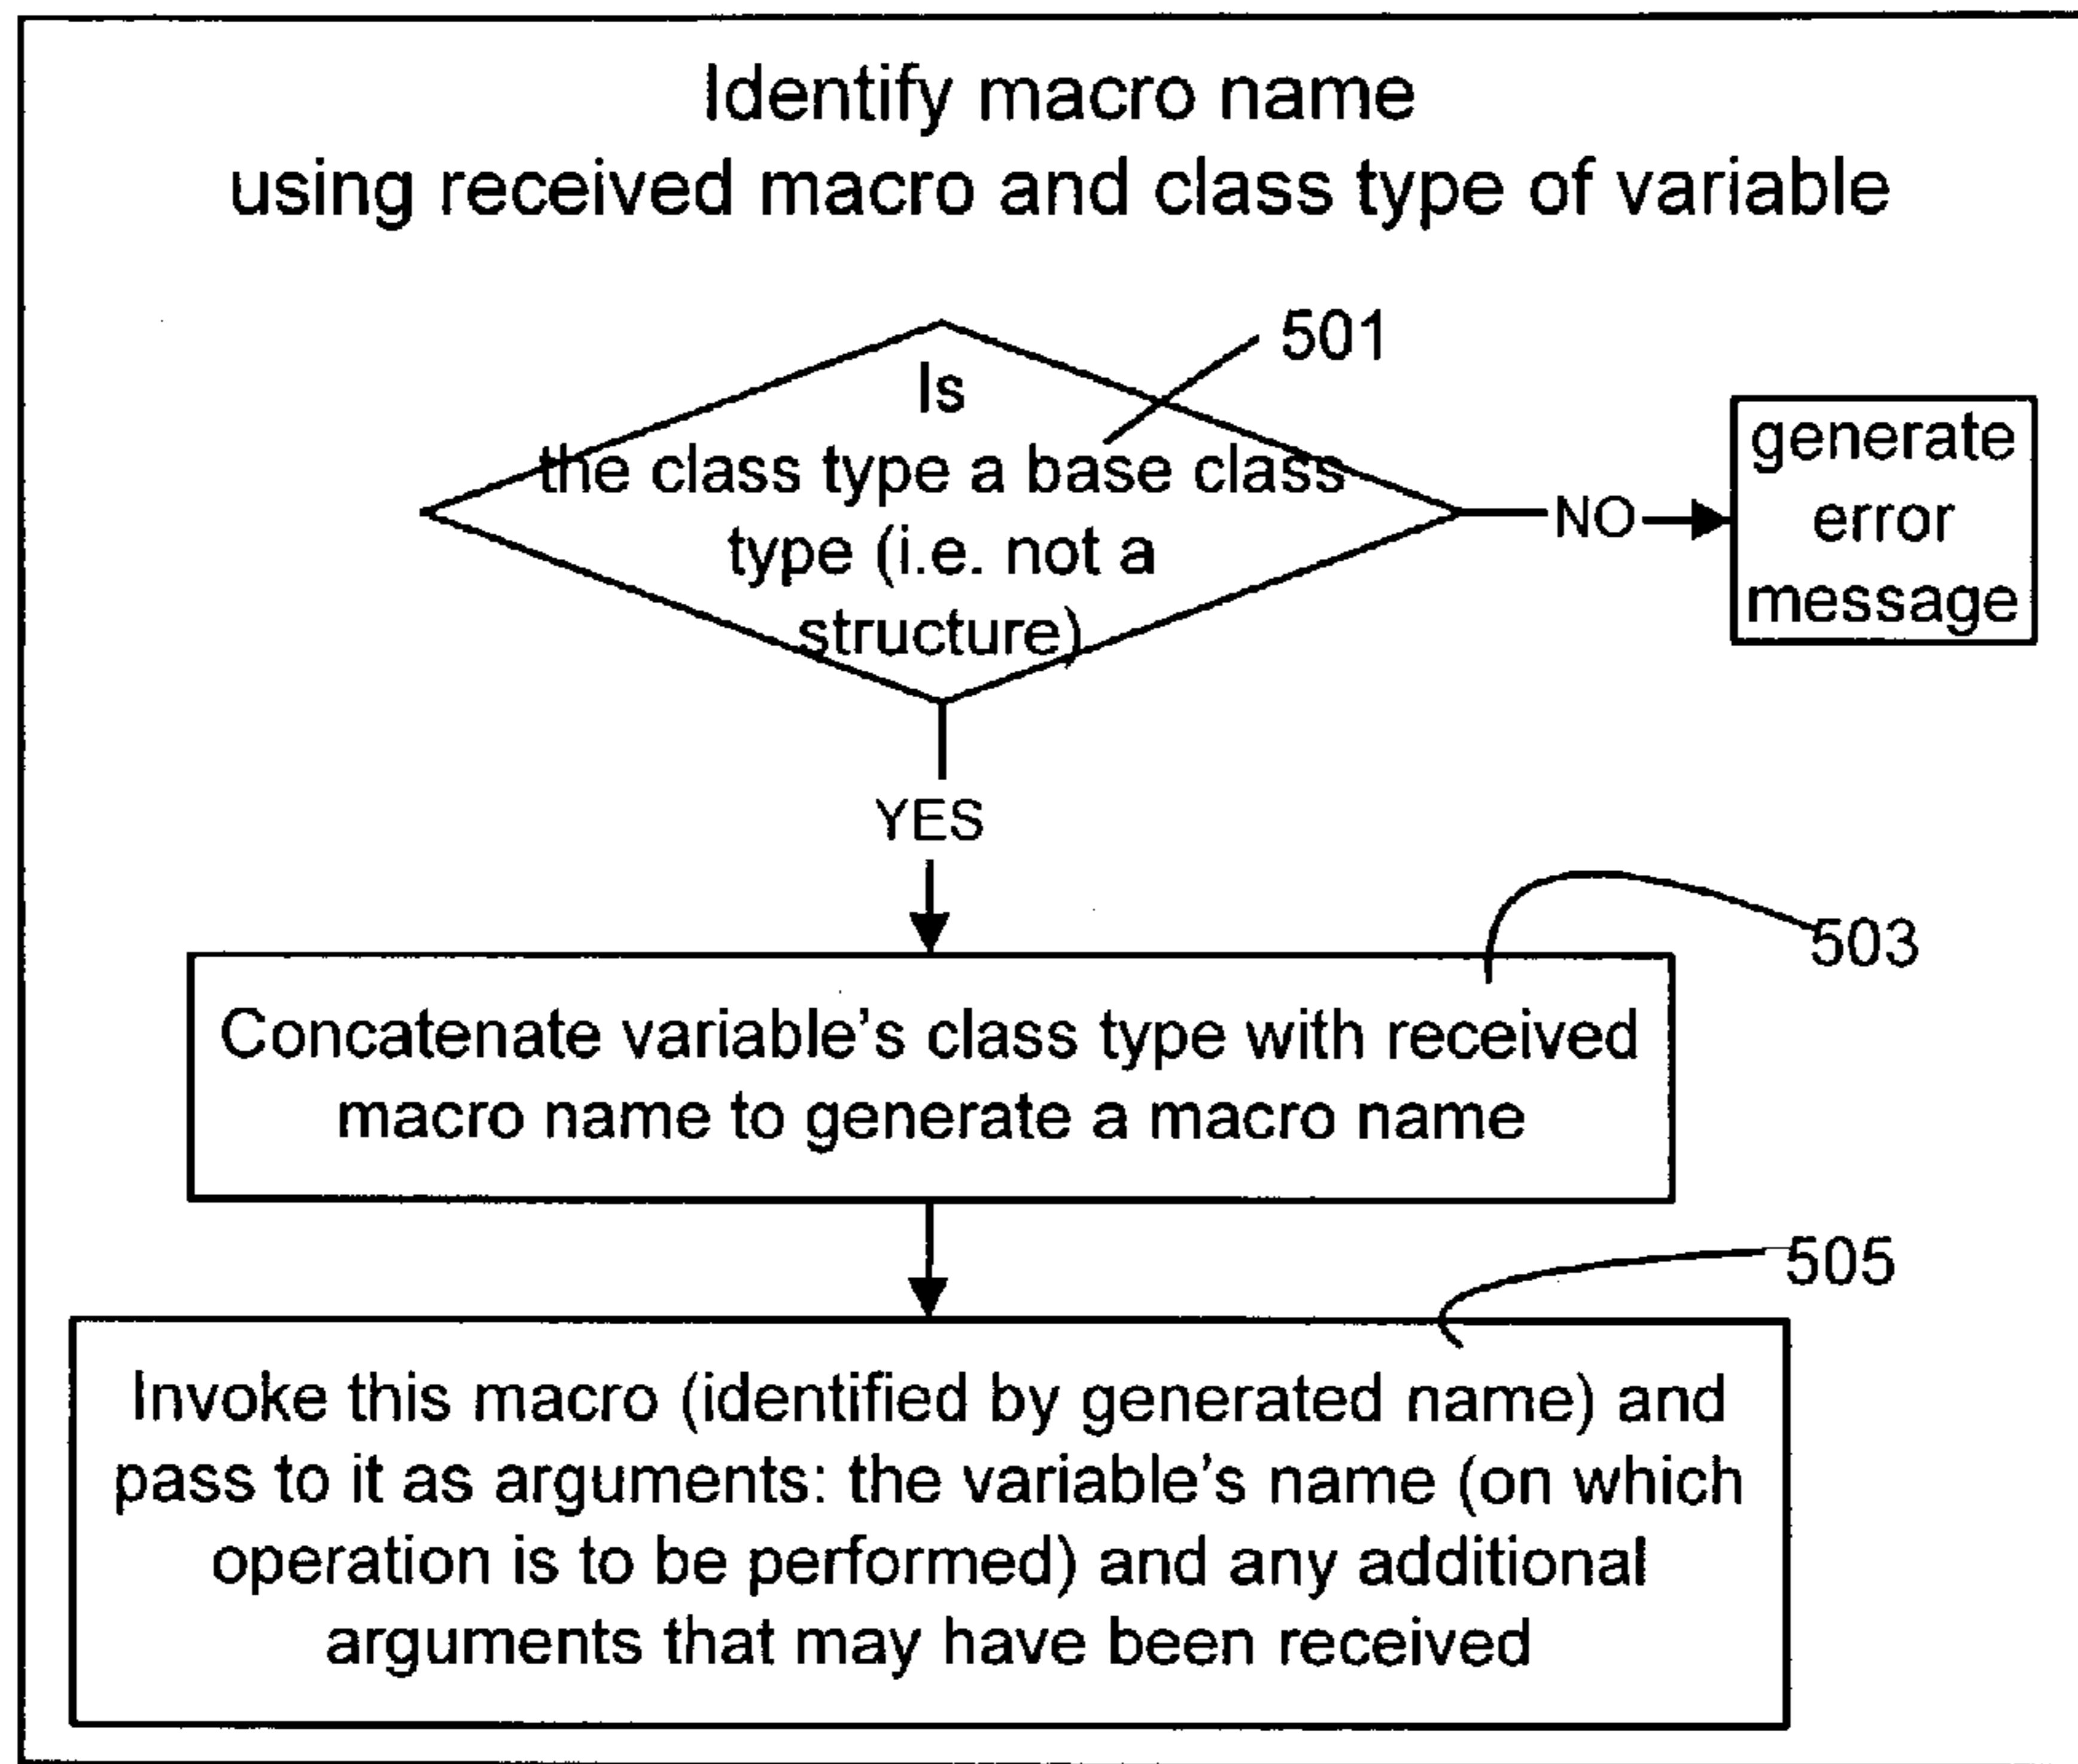 Identify macro name
using received macro and class type of variable
501
Is
the class type a base class
type (i.e. not a
structure)
NO
generate
error
message
YES
503
Concatenate variable's class type with received
macro name to generate a macro name
505
Invoke this macro (identified by generated name) and
pass to it as arguments: the variable's name (on which
operation is to be performed) and any additional
arguments that may have been received